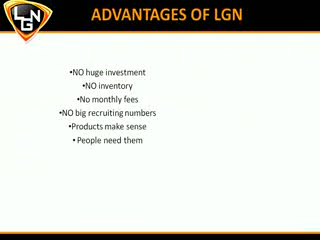 LNG
ADVANTAGES OF LGN
•NO huge investment
•NO inventory
•No monthly fees
•NO big recruiting numbers
•Products make sense
• People need them